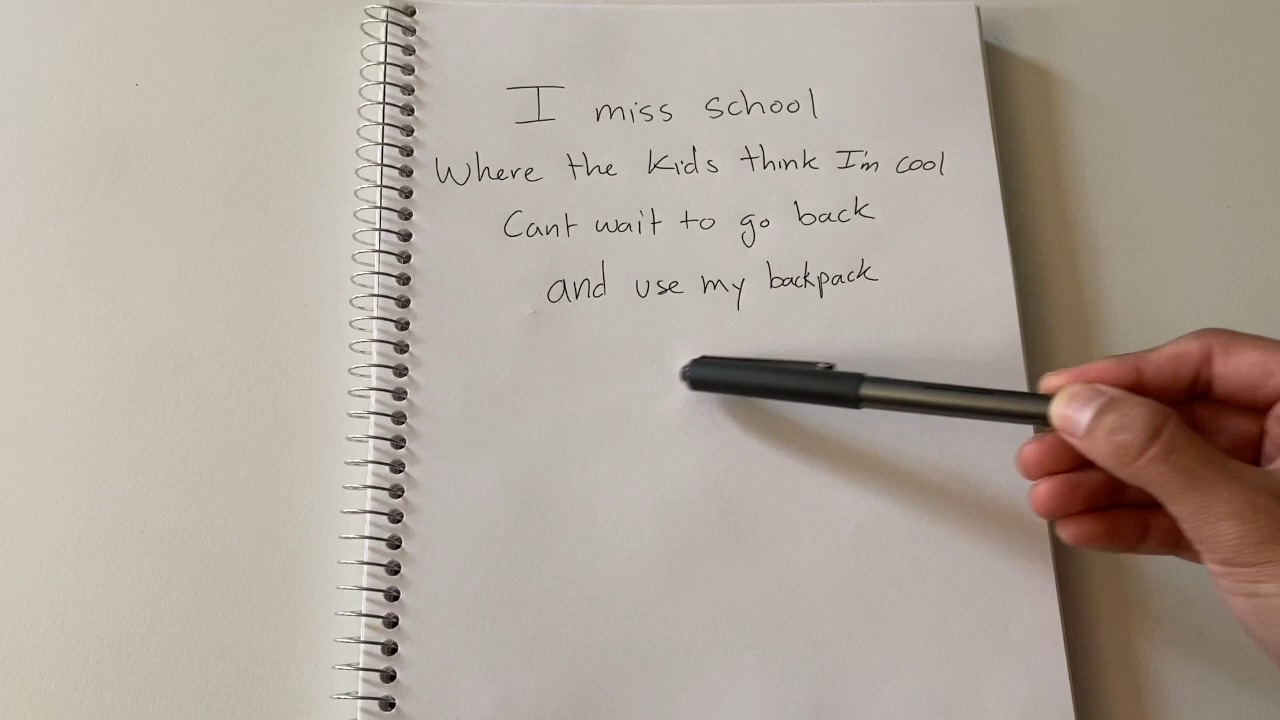 I miss school
Where the kids think I'm cool
Cant wait to go back
and use my backpack